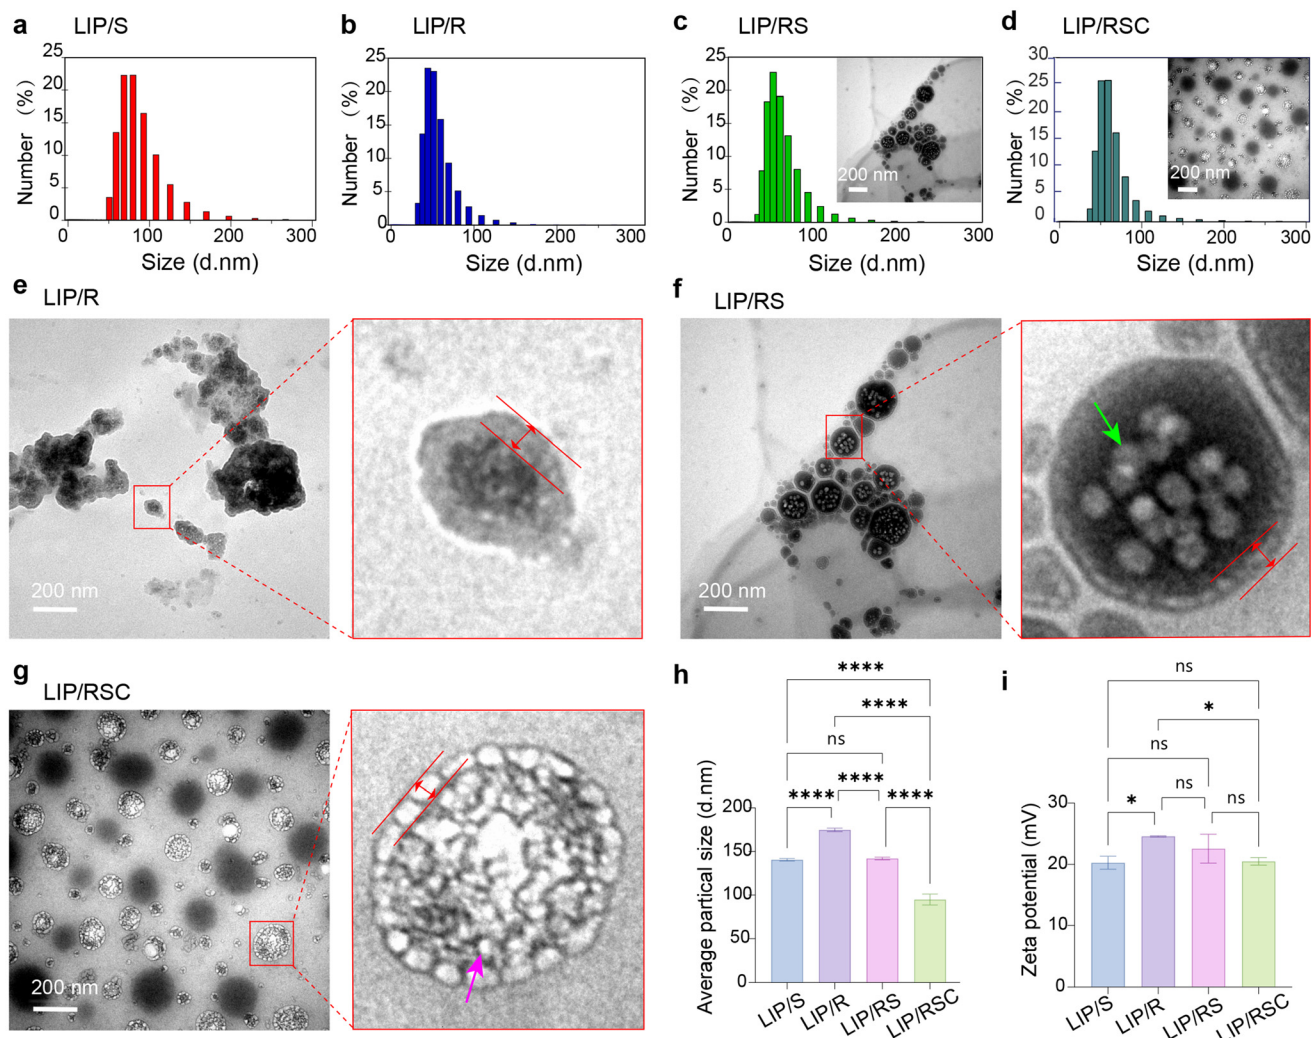 a LIP/S
25
20
15
10
5
0
Number (%)
0 100 200 300
Size (d.nm)
b LIP/R
25
20
15
10
5
0
Number (%)
0 100 200 300
Size (d.nm)
c LIP/RS
25
20
15
10
5
0
Number (%)
200 nm
0 100 200 300
Size (d.nm)
d LIP/RSC
30
25
20
15
10
5
0
Number (%)
200 nm
0 100 200 300
Size (d.nm)
e LIP/R
200 nm
f LIP/RS
200 nm
g LIP/RSC
200 nm
h
****
****
ns
****
**** ****
200
150
100
50
0
Average partical size (d.nm)
LIP/S LIP/R LIP/RS LIP/RSC
i
ns
*
ns
ns
* ns
30
20
10
0
Zeta potential (mV)
LIP/S LIP/R LIP/RS LIP/RSC